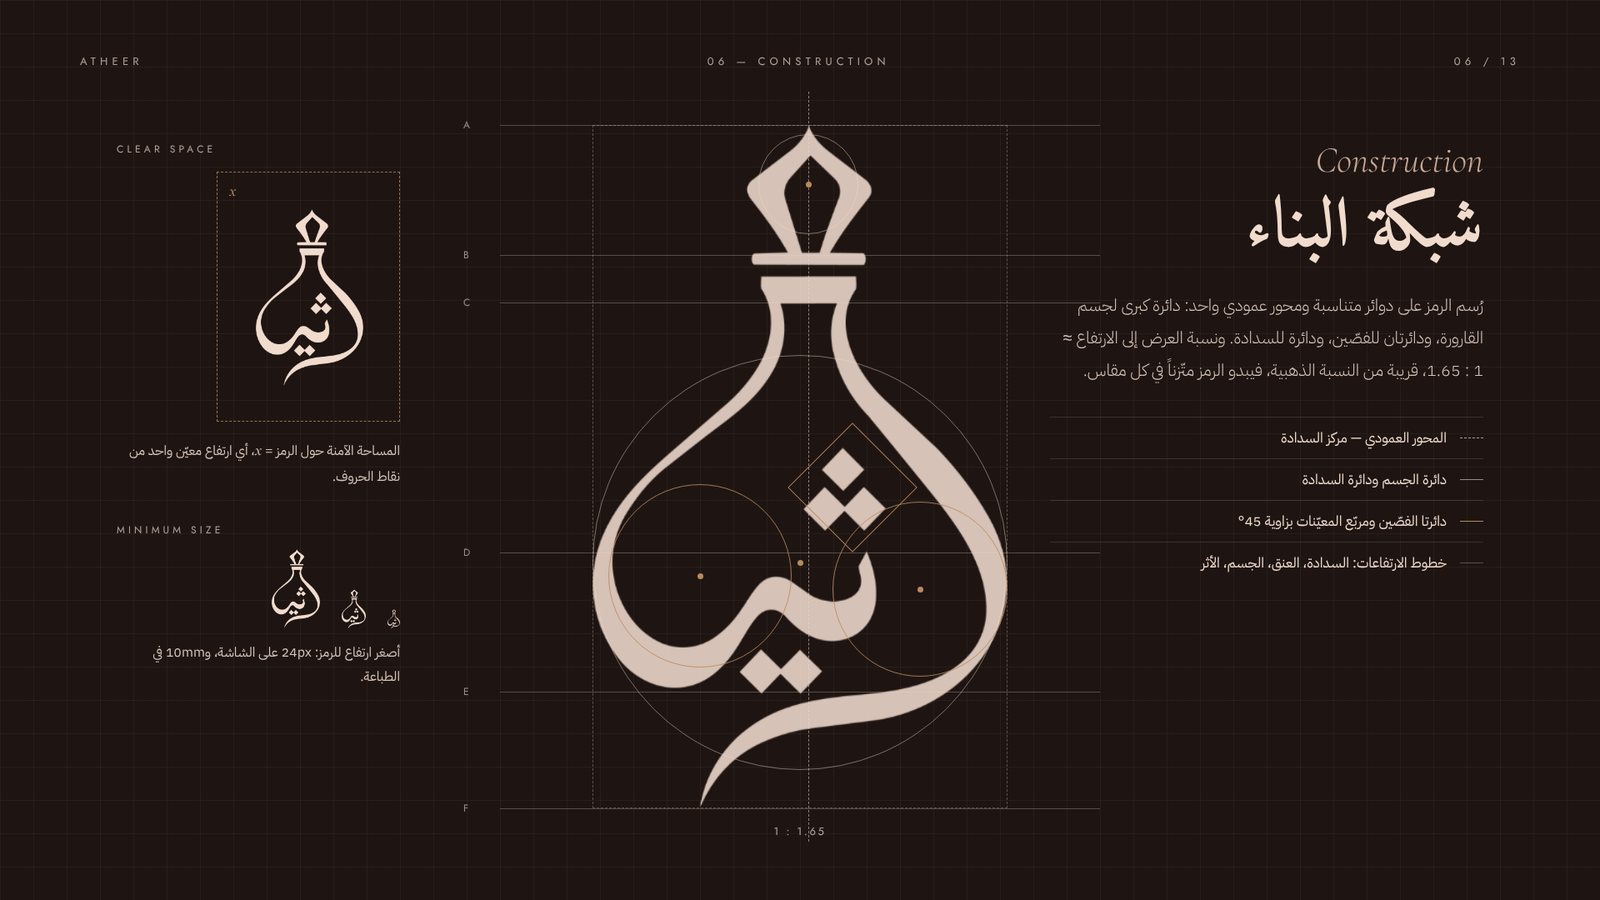 ATHEER
06 — CONSTRUCTION
06 / 13
Construction
شبكة البناء
رُسم الرمز على دوائر متناسبة ومحور عمودي واحد: دائرة كبرى لجسم
القارورة، ودائرتان للفصّين، ودائرة للسدادة. ونسبة العرض إلى الارتفاع ≈
1 : 1.65، قريبة من النسبة الذهبية، فيبدو الرمز متّزناً في كل مقاس.
المحور العمودي — مركز السدادة
دائرة الجسم ودائرة السدادة
دائرتا الفصّين ومربّع المعيّنات بزاوية 45°
خطوط الارتفاعات: السدادة، العنق، الجسم، الأثر
A
B
C
D
E
F
1 : 1.65
CLEAR SPACE
x
المساحة الآمنة حول الرمز = x، أي ارتفاع معيّن واحد من
نقاط الحروف.
MINIMUM SIZE
أصغر ارتفاع للرمز: 24px على الشاشة، و10mm في
الطباعة.